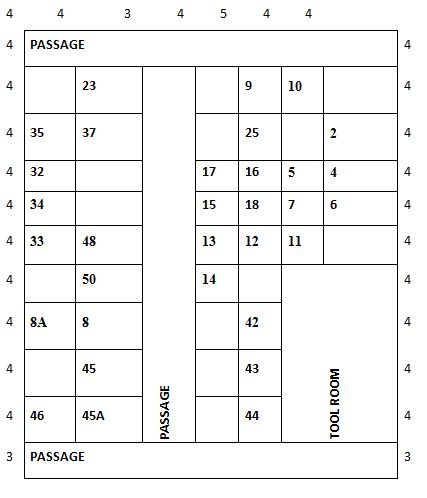 4 4 3 4 5 4 4
4 PASSAGE 4
4 23 9 10 4
4 35 37 25 2 4
4 32 17 16 5 4 4
4 34 15 18 7 6 4
4 33 48 13 12 11 4
4 50 14 4
4 8A 8 42 4
4 45 43 4
4 46 45A PASSAGE 44 TOOL ROOM 4
3 PASSAGE 3